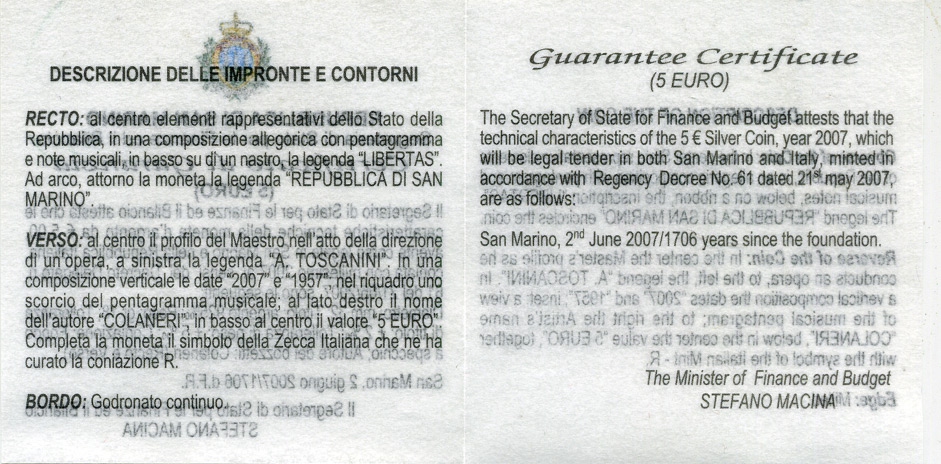 DESCRIZIONE DELLE IMPRONTE E CONTORNI
RECTO: al centro elementi rappresentativi dello Stato della
Repubblica, in una composizione allegorica con pentagramma
e note musicali, in basso su di un nastro, la legenda “LIBERTAS”.
Ad arco, attorno la moneta la legenda “REPUBBLICA DI SAN
MARINO”.
VERSO: al centro il profilo del Maestro nell'atto della direzione
di un'opera, a sinistra la legenda “A. TOSCANINI”. In una
composizione verticale le date “2007” e “1957”, nel riquadro uno
scorcio del pentagramma musicale; al lato destro il nome
dell'autore “COLANERI”, in basso al centro il valore “5 EURO”
Completa la moneta il simbolo della Zecca Italiana che ne ha
curato la coniazione R.
BORDO: Godronato continuo.
Guarantee Certificate
(5 EURO)
The Secretary of State for Finance and Budget attests that the
technical characteristics of the 5 € Silver Coin, year 2007, which
will be legal tender in both San Marino and Italy, minted in
accordance with Regency Decree No. 61 dated 21st may 2007,
are as follows:
San Marino, 2nd June 2007/1706 years since the foundation.
The Minister of Finance and Budget
STEFANO MACINA